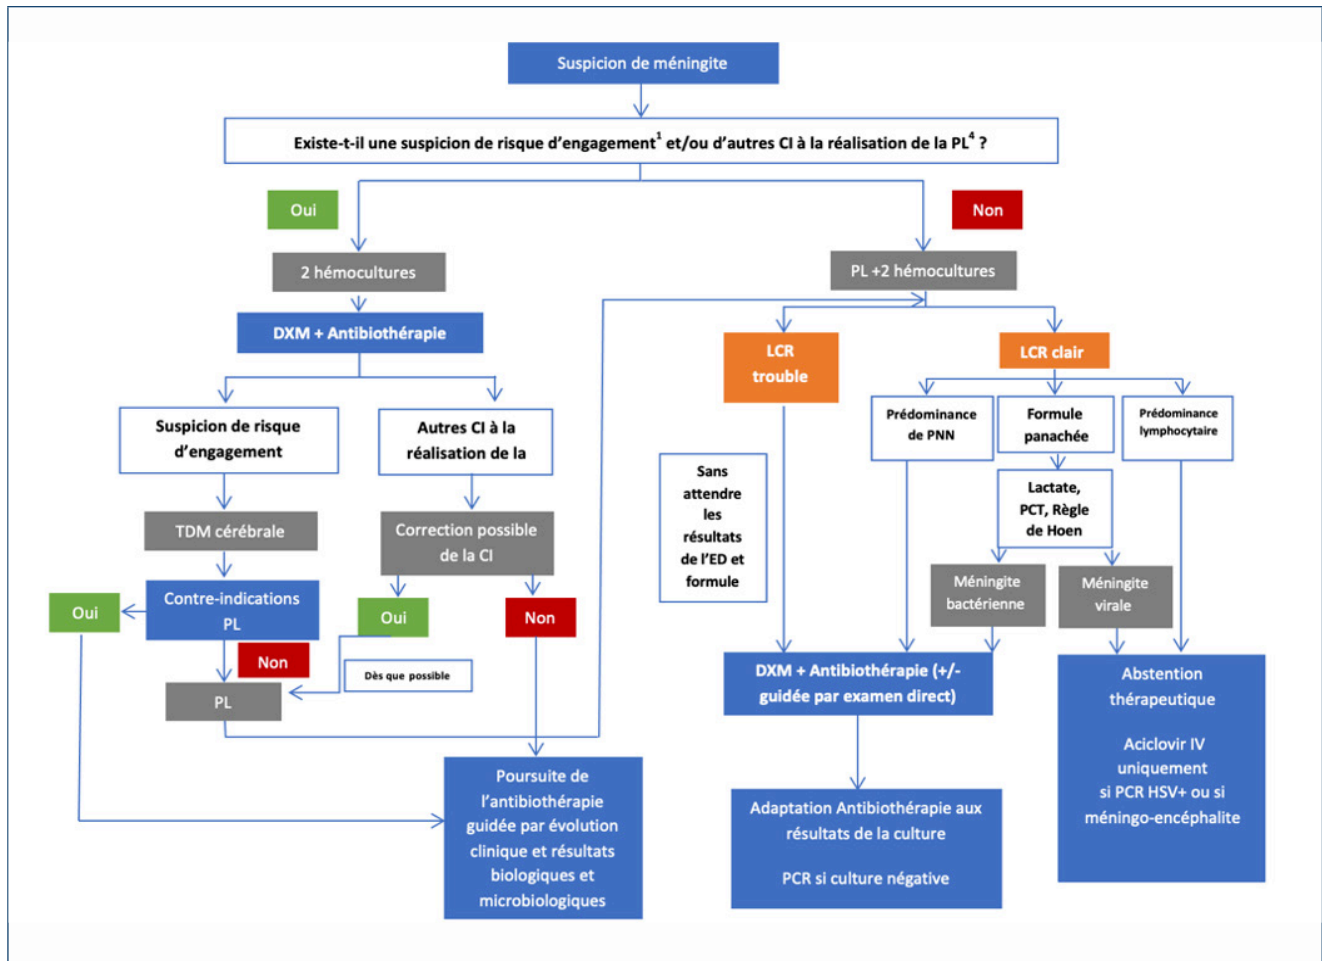 Suspicion de méningite
Existe-t-il une suspicion de risque d'engagement¹ et/ou d'autres CI à la réalisation de la PL⁴ ?
Oui
Non
2 hémocultures
PL +2 hémocultures
DXM + Antibiothérapie
LCR
trouble
LCR clair
Suspicion de risque
d'engagement
Autres CI à la
réalisation de la
Prédominance
de PNN
Formule
panachée
Prédominance
lymphocytaire
Sans
attendre
les
résultats
de l'ED et
formule
Lactate,
PCT, Règle
de Hoen
TDM cérébrale
Correction possible
de la CI
Méningite
bactérienne
Méningite
virale
Oui
Contre-indications
PL
Oui
Non
Non
Dès que possible
PL
DXM + Antibiothérapie (+/-
guidée par examen direct)
Abstention
thérapeutique
Aciclovir IV
uniquement
si PCR HSV+ ou si
méningo-encéphalite
Poursuite de
l'antibiothérapie
guidée par évolution
clinique et résultats
biologiques et
microbiologiques
Adaptation Antibiothérapie aux
résultats de la culture
PCR si culture négative